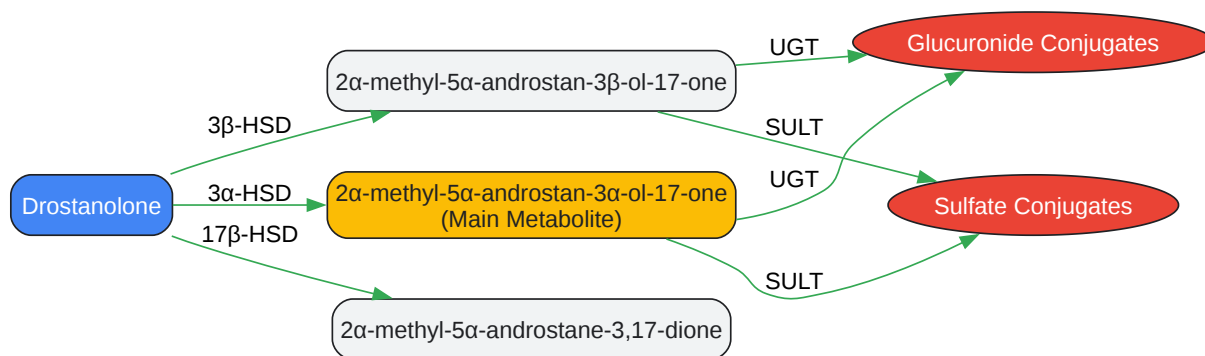 UGT
Glucuronide Conjugates
2α-methyl-5α-androstan-3β-ol-17-one
3β-HSD
SULT
UGT
Drostanolone
3α-HSD
2α-methyl-5α-androstan-3α-ol-17-one
(Main Metabolite)
Sulfate Conjugates
17β-HSD
SULT
2α-methyl-5α-androstane-3,17-dione